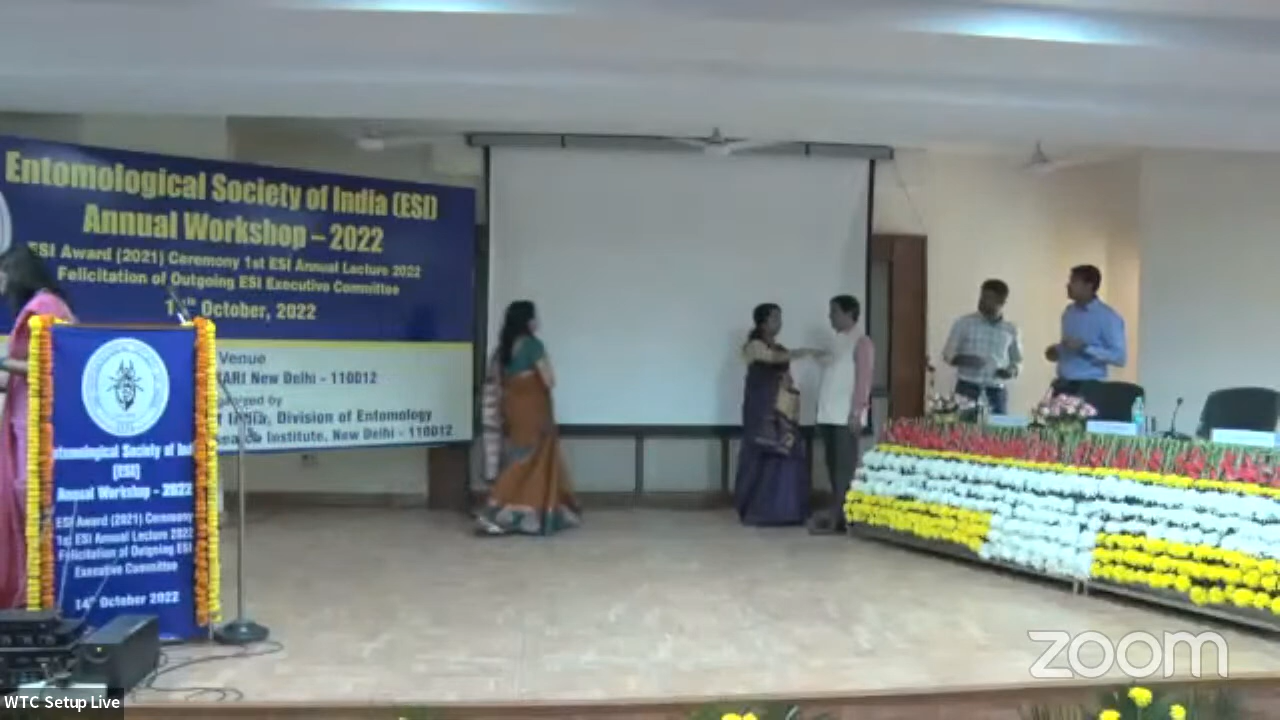 Entomological Society of India (ESI)
Annual Workshop – 2022
ESI Award (2021) Ceremony 1st ESI Annual Lecture 2022
Felicitation of Outgoing ESI Executive Committee
October, 2022
Venue
IARI New Delhi - 110012
India, Division of Entomology
Institute, New Delhi - 110012
Entomological Society of
(ESI)
Annual Workshop - 2022
ESI Award (2021) Ceremony
1st ESI Annual Lecture 2022
Felicitation of Outgoing ESI
Executive Committee
14th October 2022
zoom
WTC Setup Live